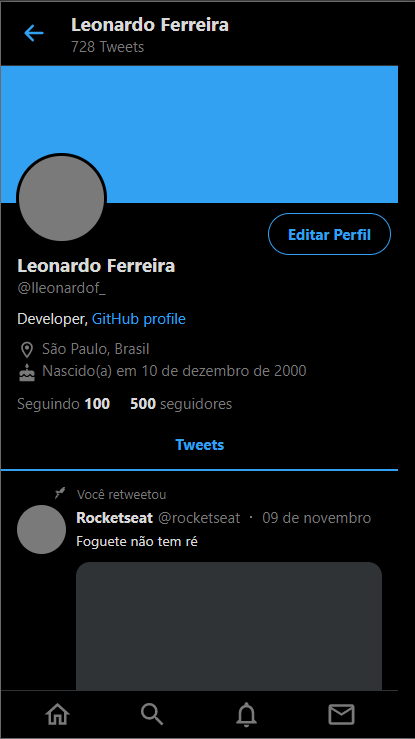 Leonardo Ferreira
728 Tweets
Editar Perfil
Leonardo Ferreira
@lleonardof_
Developer, GitHub profile
São Paulo, Brasil
Nascido(a) em 10 de dezembro de 2000
Seguindo 100 500 seguidores
Tweets
Você retweetou
Rocketseat @rocketseat · 09 de novembro
Foguete não tem ré